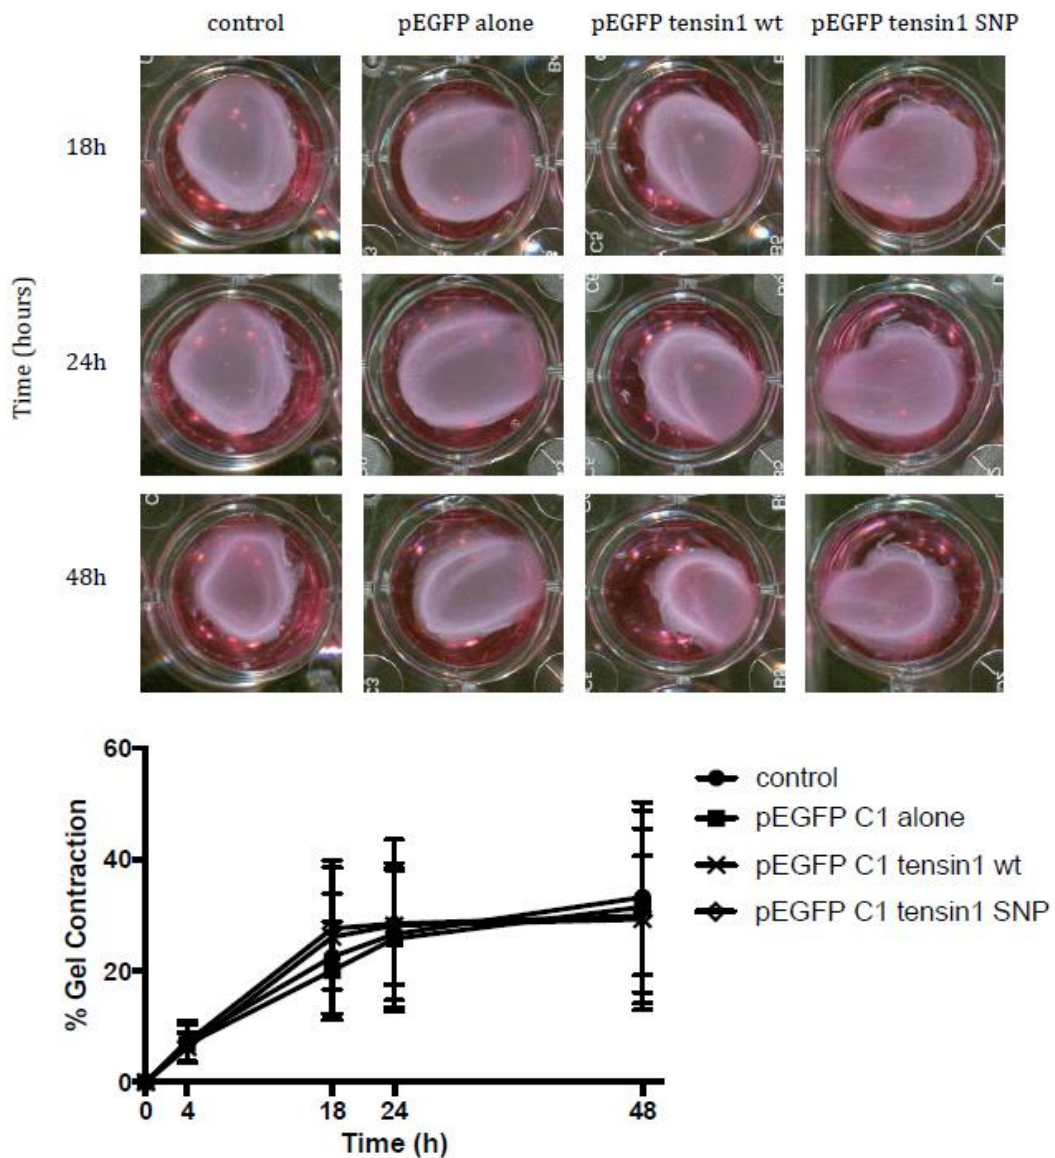 control pEGFP alone pEGFP tensin1 wt pEGFP tensin1 SNP
18h
24h
48h
Time (hours)
60
40
20
0
% Gel Contraction
0 4 18 24 48
Time (h)
control
pEGFP C1 alone
pEGFP C1 tensin1 wt
pEGFP C1 tensin1 SNP